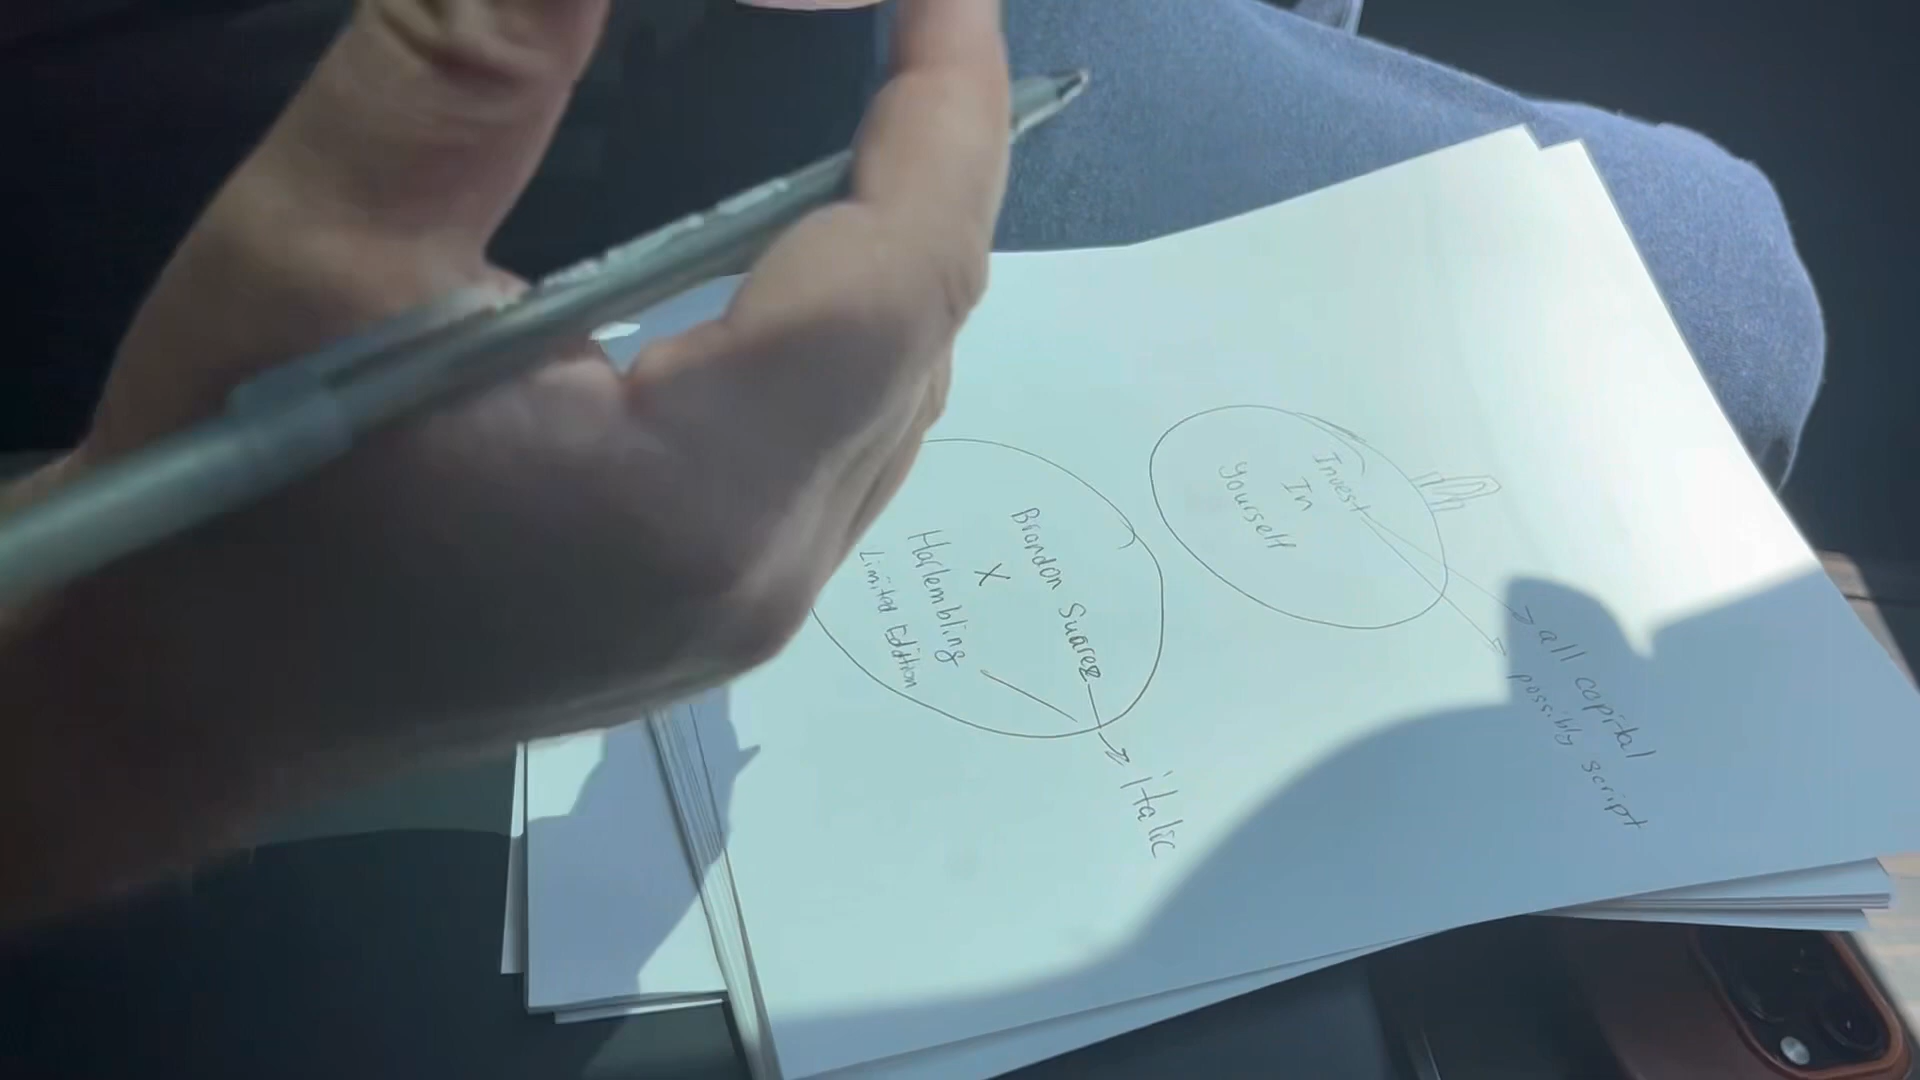 Invest
In
yourself
all capital
possibly script
Brandon Suarez
X
Harlembling
Limited Edition
italic